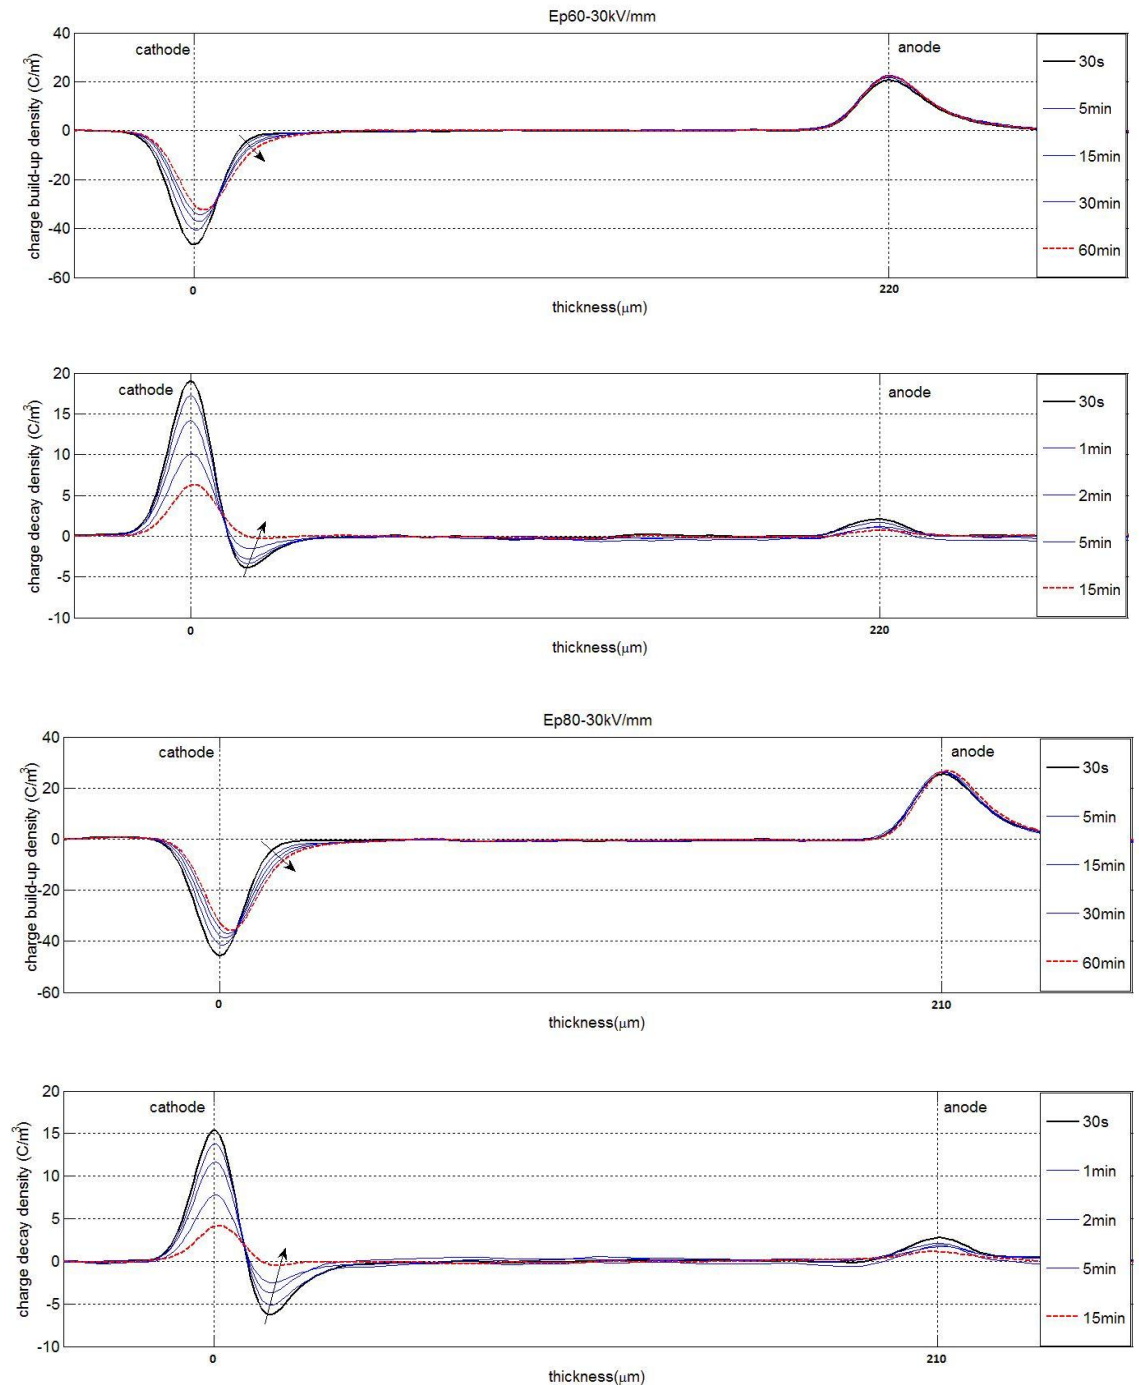 Ep60-30kV/mm
charge build-up density (C/m³)
40
20
0
-20
-40
-60
cathode
anode
30s
5min
15min
30min
60min
0
220
thickness(μm)
charge decay density (C/m³)
20
15
10
5
0
-5
-10
cathode
anode
30s
1min
2min
5min
15min
0
220
thickness(μm)
Ep80-30kV/mm
charge build-up density (C/m³)
40
20
0
-20
-40
-60
cathode
anode
30s
5min
15min
30min
60min
0
210
thickness(μm)
charge decay density (C/m³)
20
15
10
5
0
-5
-10
cathode
anode
30s
1min
2min
5min
15min
0
210
thickness(μm)